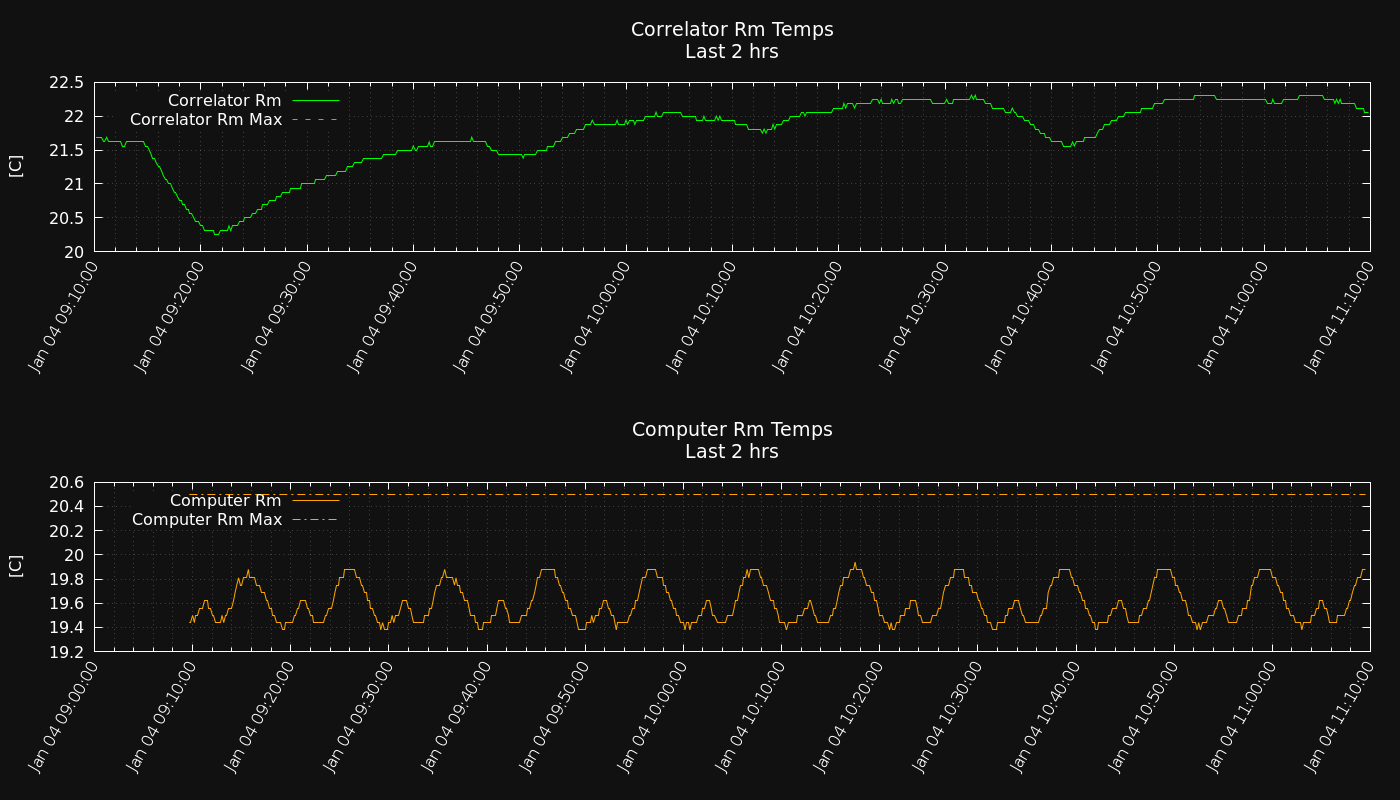 Correlator Rm Temps
Last 2 hrs
22.5
22
21.5
21
20.5
20
[C]
Correlator Rm
Correlator Rm Max
Jan 04 09:10:00
Jan 04 09:20:00
Jan 04 09:30:00
Jan 04 09:40:00
Jan 04 09:50:00
Jan 04 10:00:00
Jan 04 10:10:00
Jan 04 10:20:00
Jan 04 10:30:00
Jan 04 10:40:00
Jan 04 10:50:00
Jan 04 11:00:00
Jan 04 11:10:00
Computer Rm Temps
Last 2 hrs
20.6
20.4
20.2
20
19.8
19.6
19.4
19.2
[C]
Computer Rm
Computer Rm Max
Jan 04 09:00:00
Jan 04 09:10:00
Jan 04 09:20:00
Jan 04 09:30:00
Jan 04 09:40:00
Jan 04 09:50:00
Jan 04 10:00:00
Jan 04 10:10:00
Jan 04 10:20:00
Jan 04 10:30:00
Jan 04 10:40:00
Jan 04 10:50:00
Jan 04 11:00:00
Jan 04 11:10:00